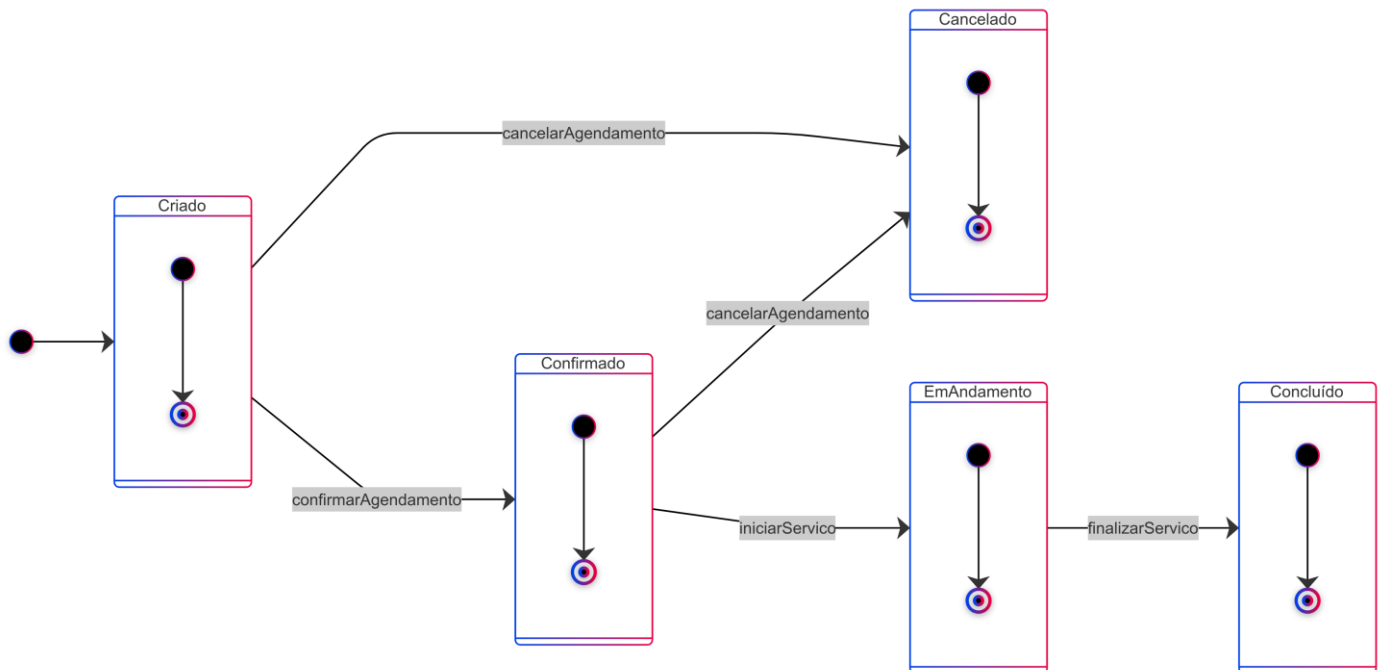 Cancelado
cancelarAgendamento
Criado
cancelarAgendamento
Confirmado
EmAndamento
Concluído
confirmarAgendamento
iniciarServico
finalizarServico